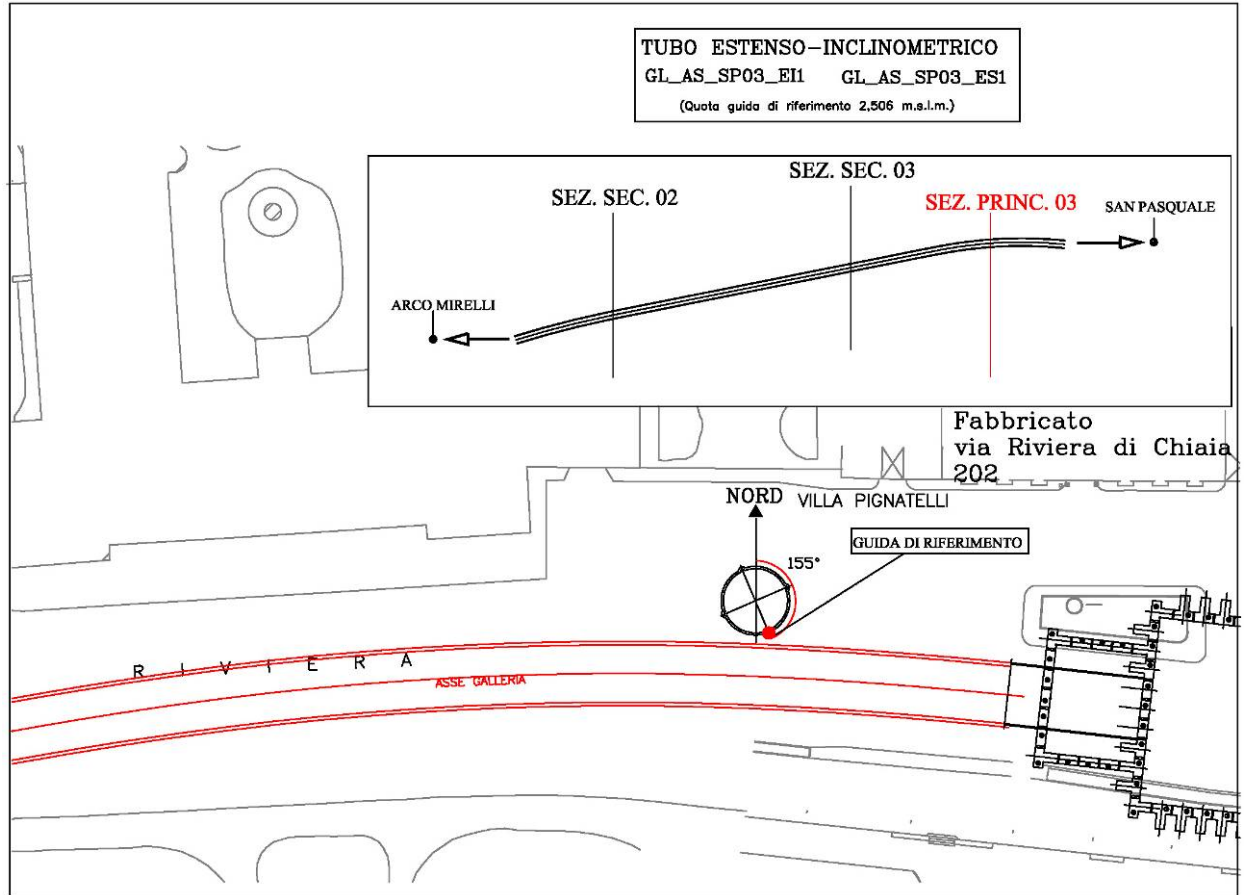 TUBO ESTENSO-INCLINOMETRICO
GL_AS_SP03_EI1 GL_AS_SP03_ES1
(Quota guida di riferimento 2,506 m.s.l.m.)
SEZ. SEC. 03
SEZ. SEC. 02
SEZ. PRINC. 03
SAN PASQUALE
ARCO MIRELLI
Fabbricato
via Riviera di Chiaia
202
NORD VILLA PIGNATELLI
GUIDA DI RIFERIMENTO
155°
RIVIERA
ASSE GALLERIA